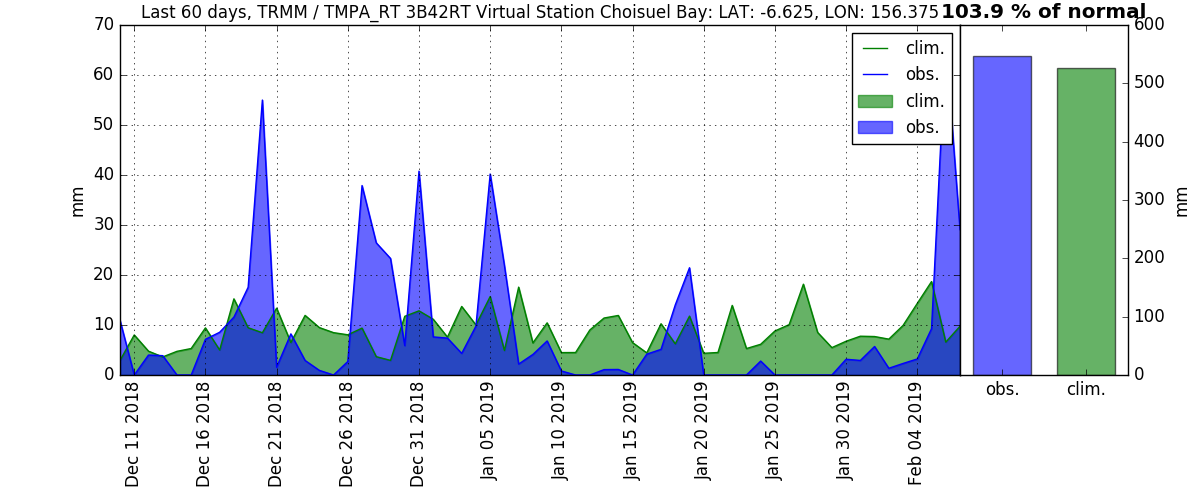 Last 60 days, TRMM / TMPA_RT 3B42RT Virtual Station Choisuel Bay: LAT: -6.625, LON: 156.375
103.9 % of normal
70
60
50
40
30
20
10
0
mm
clim.
obs.
clim.
obs.
600
500
400
300
200
100
0
mm
Dec 11 2018
Dec 16 2018
Dec 21 2018
Dec 26 2018
Dec 31 2018
Jan 05 2019
Jan 10 2019
Jan 15 2019
Jan 20 2019
Jan 25 2019
Jan 30 2019
Feb 04 2019
obs.
clim.